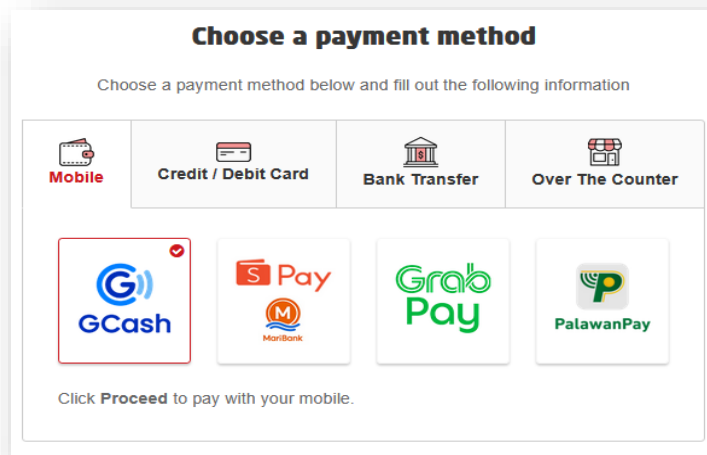 Choose a payment method
Choose a payment method below and fill out the following information
Mobile
Credit / Debit Card
Bank Transfer
Over The Counter
G
GCash
S Pay
M
MariBank
Grab
Pay
P
PalawanPay
Click Proceed to pay with your mobile.